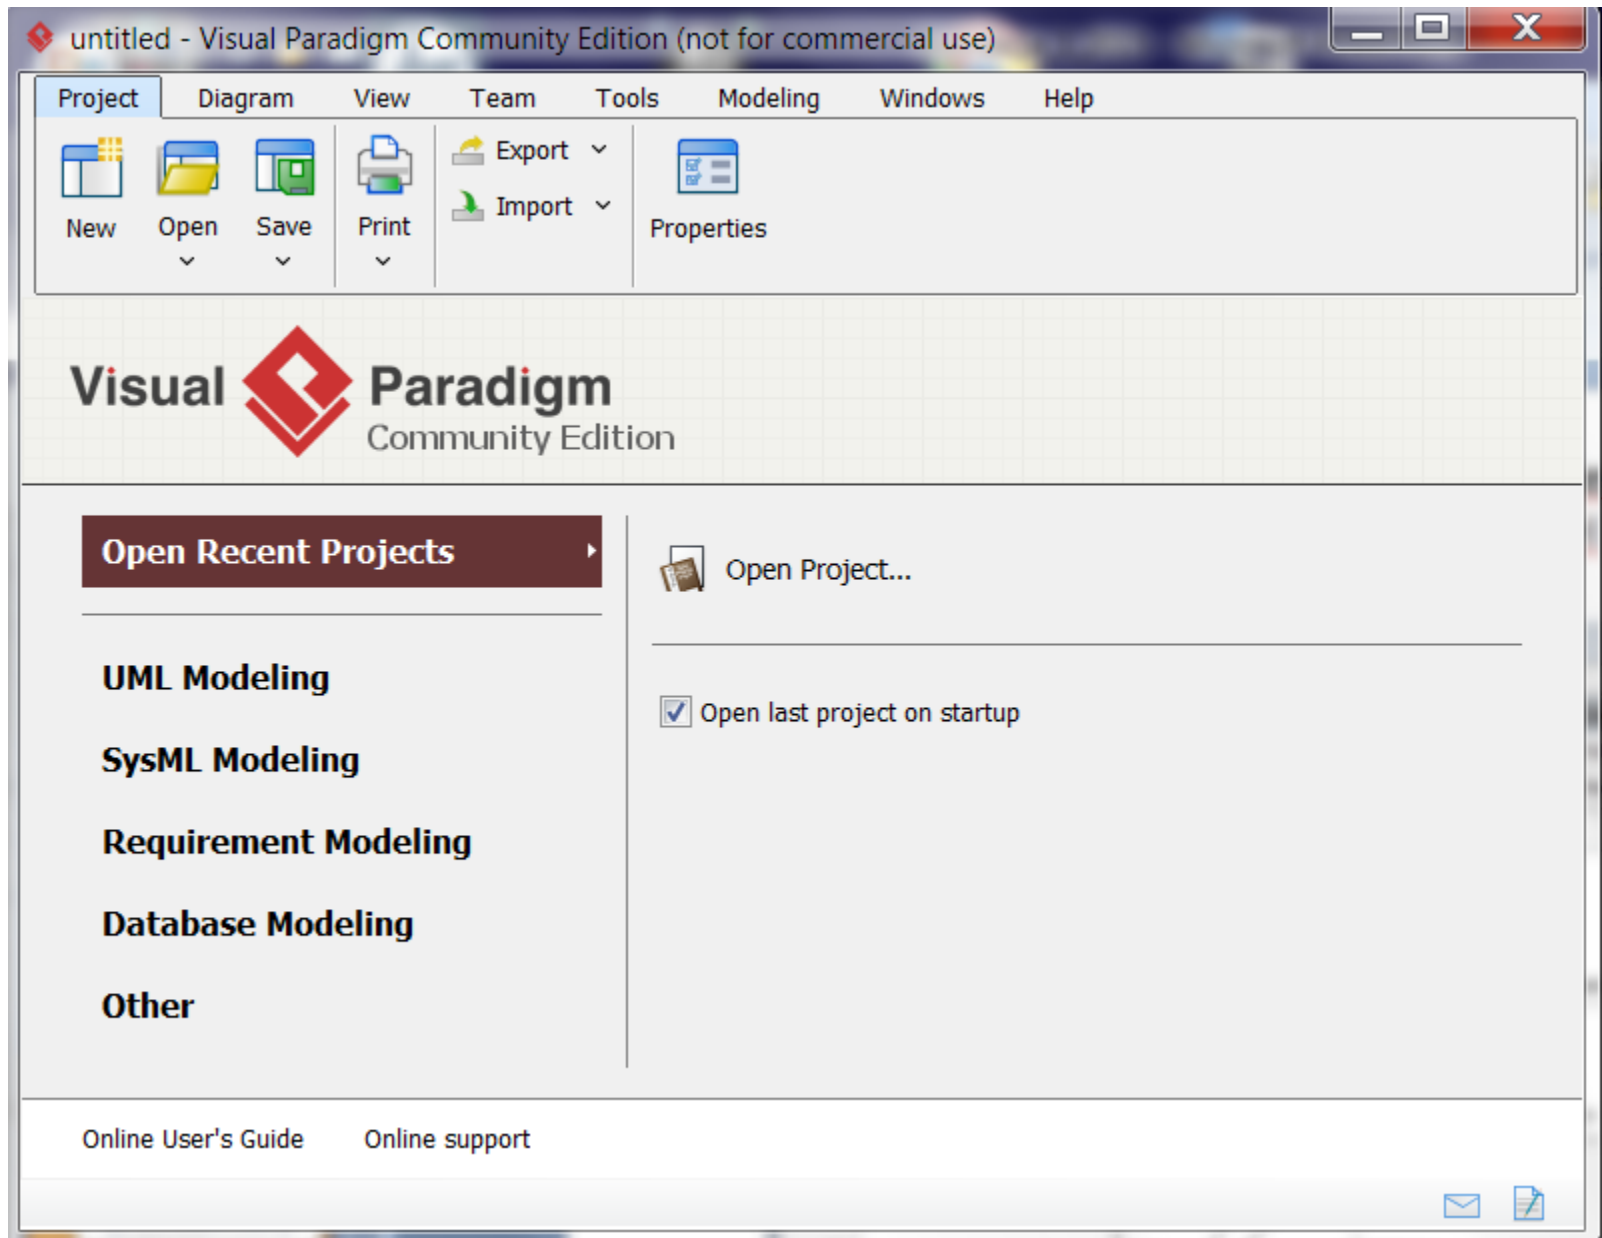 untitled - Visual Paradigm Community Edition (not for commercial use)
Project Diagram View Team Tools Modeling Windows Help
New Open Save Print Export Import Properties
Visual Paradigm
Community Edition
Open Recent Projects
Open Project...
UML Modeling
Open last project on startup
SysML Modeling
Requirement Modeling
Database Modeling
Other
Online User's Guide Online support